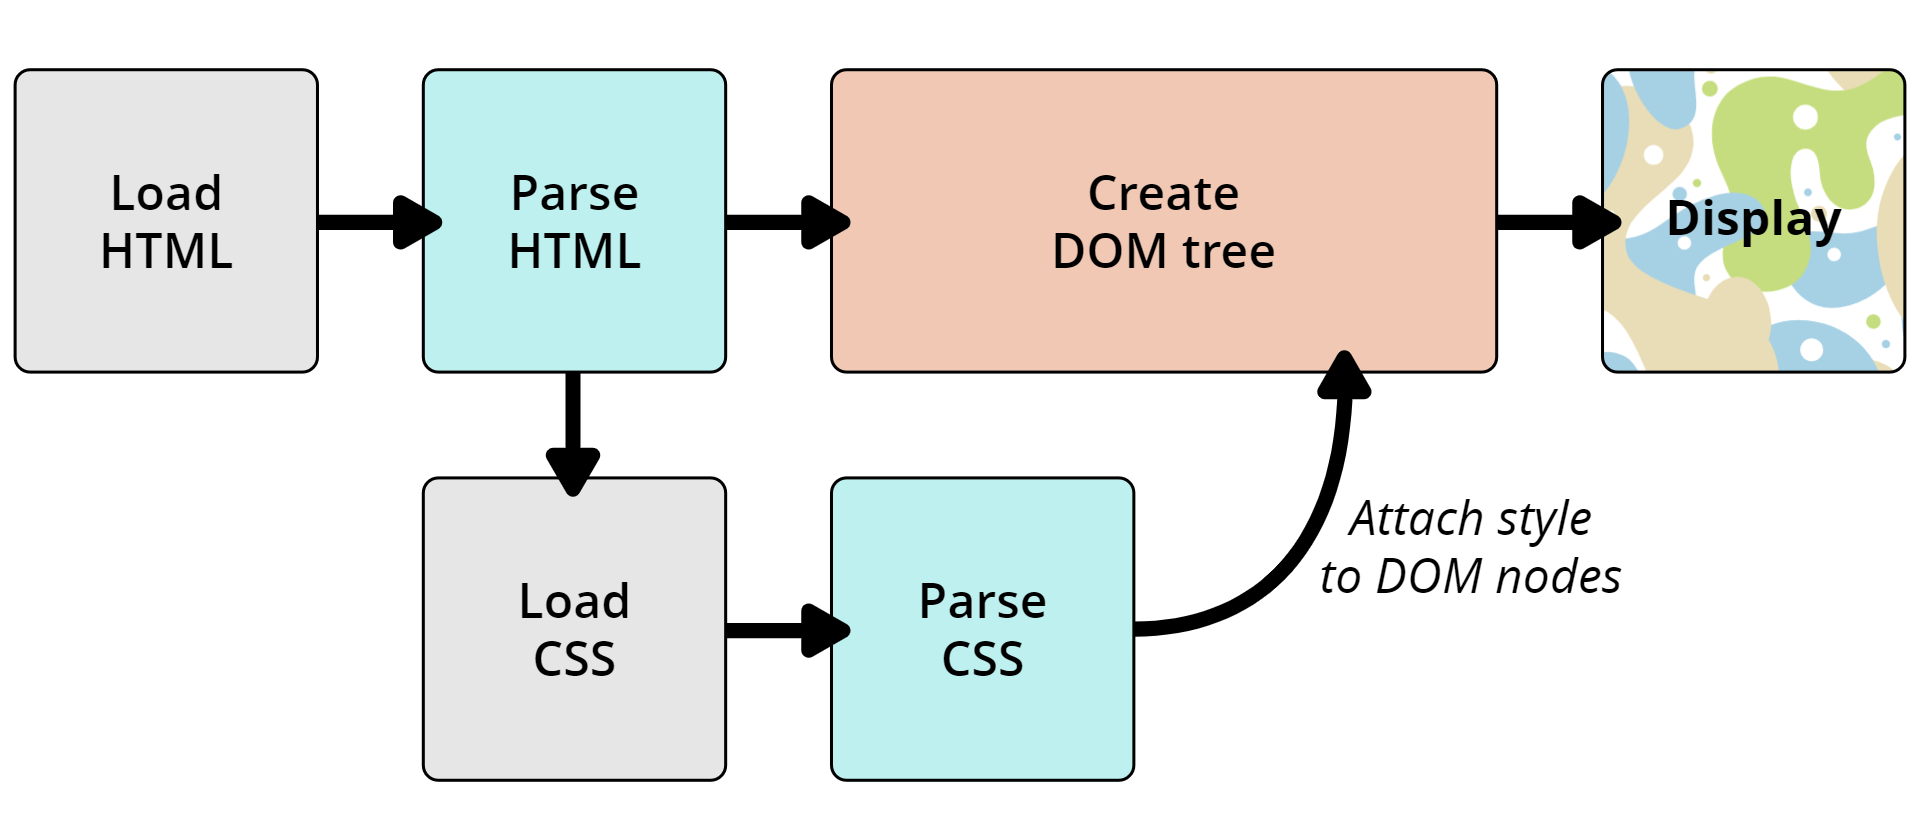 Load
HTML
Parse
HTML
Create
DOM tree
Display
Load
CSS
Parse
CSS
Attach style
to DOM nodes